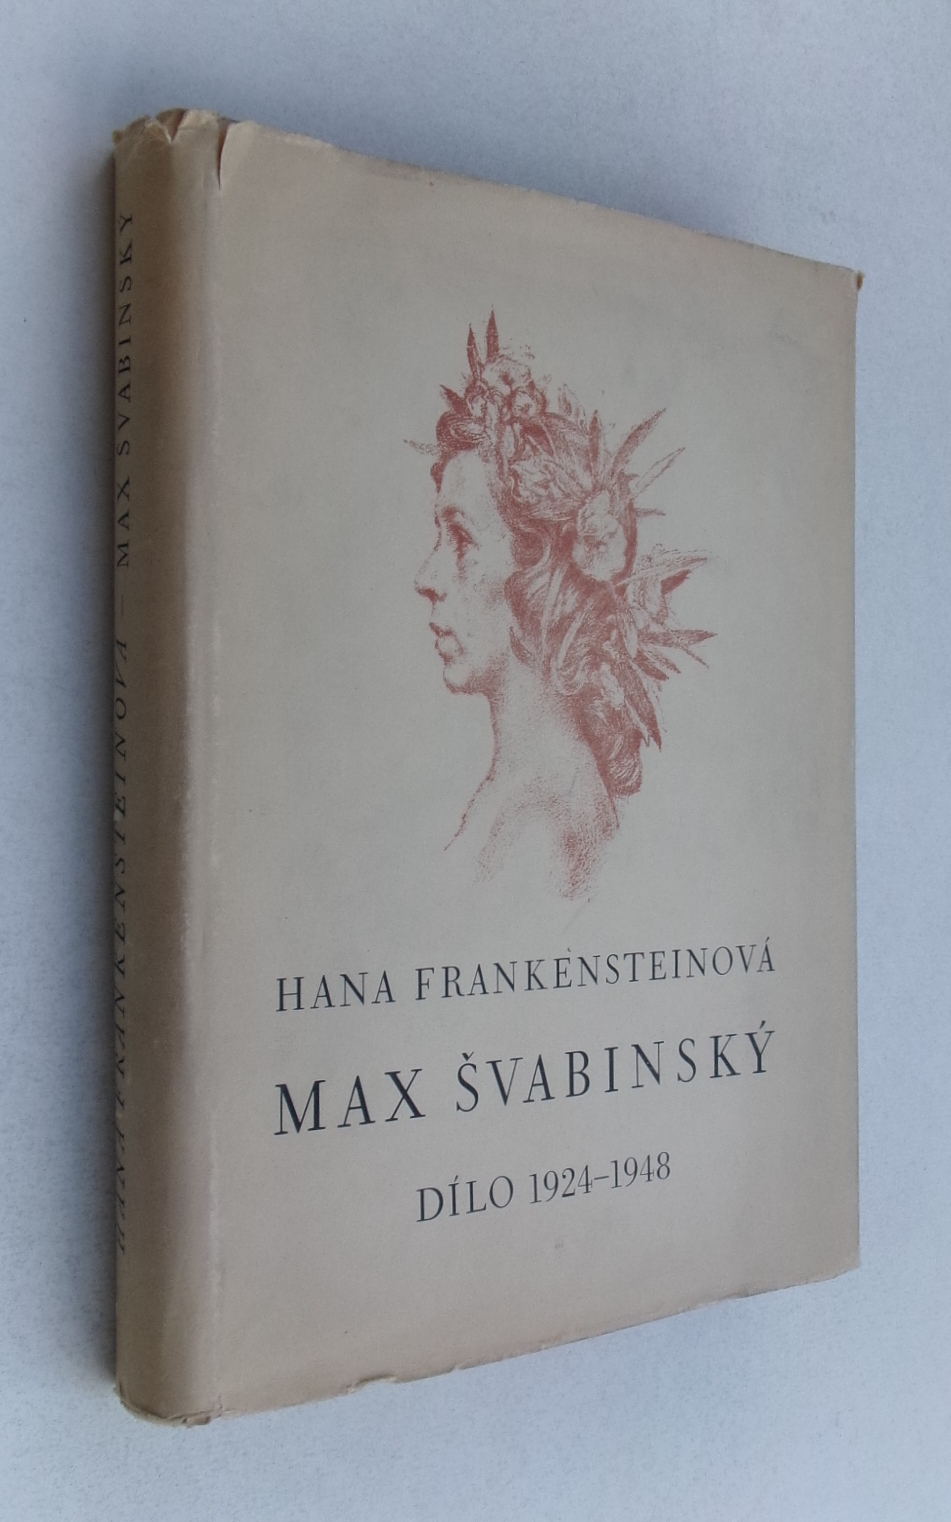 HANA FRANKENSTEINOVÁ – MAX ŠVABINSKÝ
HANA FRANKENSTEINOVÁ
MAX ŠVABINSKÝ
DÍLO 1924–1948